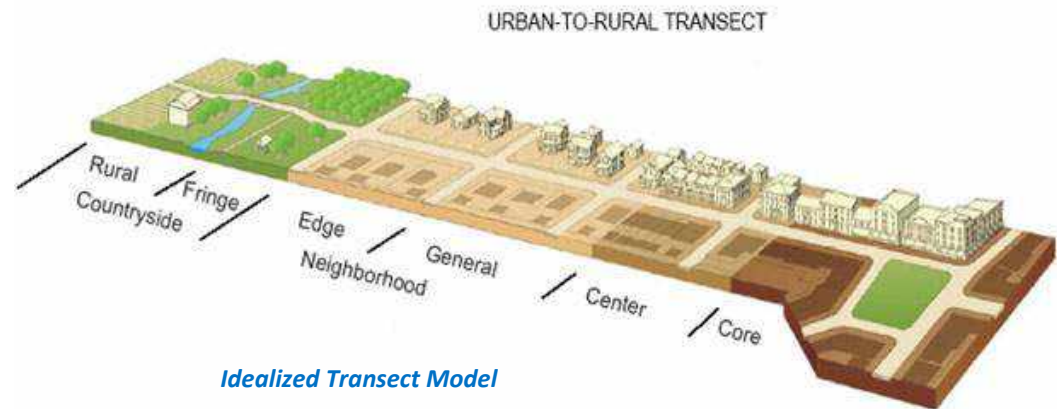 URBAN-TO-RURAL TRANSECT
Rural
Fringe
Countryside
Edge
General
Neighborhood
Center
Core
Idealized Transect Model